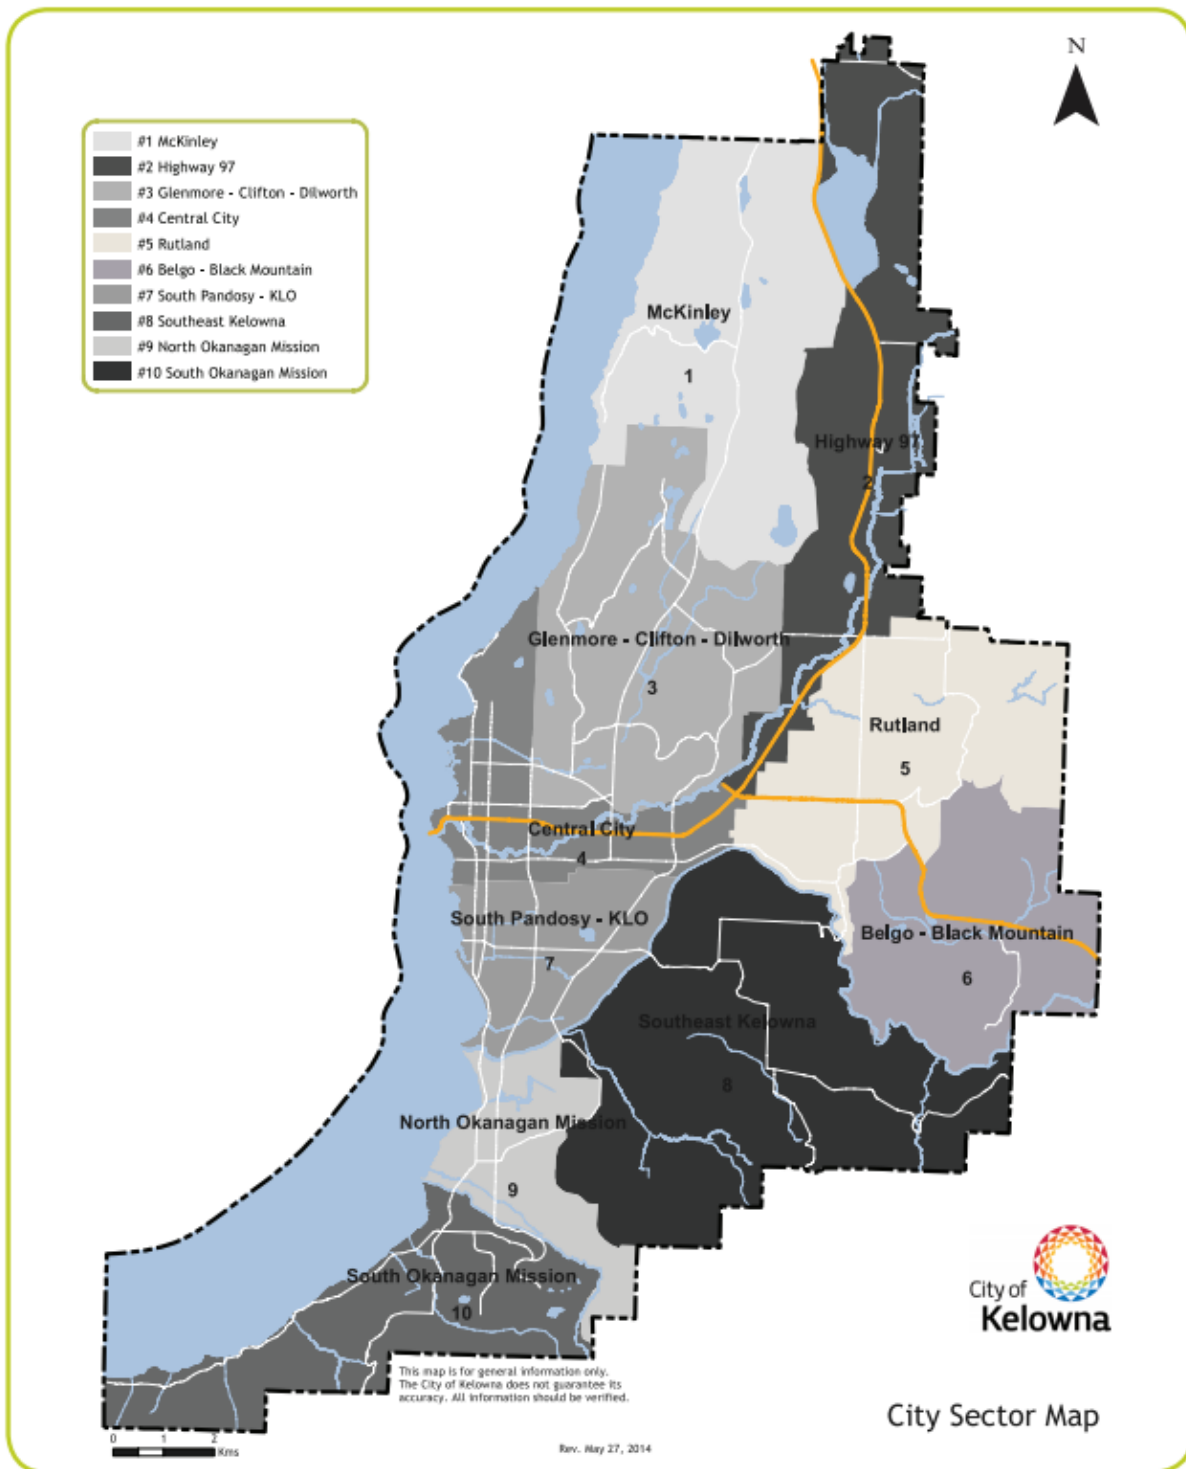 N
#1 McKinley
#2 Highway 97
#3 Glenmore - Clifton - Dilworth
#4 Central City
#5 Rutland
#6 Belgo - Black Mountain
#7 South Pandosy - KLO
#8 Southeast Kelowna
#9 North Okanagan Mission
#10 South Okanagan Mission
McKinley
1
Highway 97
2
Glenmore - Clifton - Dilworth
3
Rutland
5
Central City
4
South Pandosy - KLO
7
Belgo - Black Mountain
6
Southeast Kelowna
8
North Okanagan Mission
9
South Okanagan Mission
10
City of
Kelowna
This map is for general information only.
The City of Kelowna does not guarantee its
accuracy. All information should be verified.
City Sector Map
0 1 2
Kms
Rev. May 27, 2014